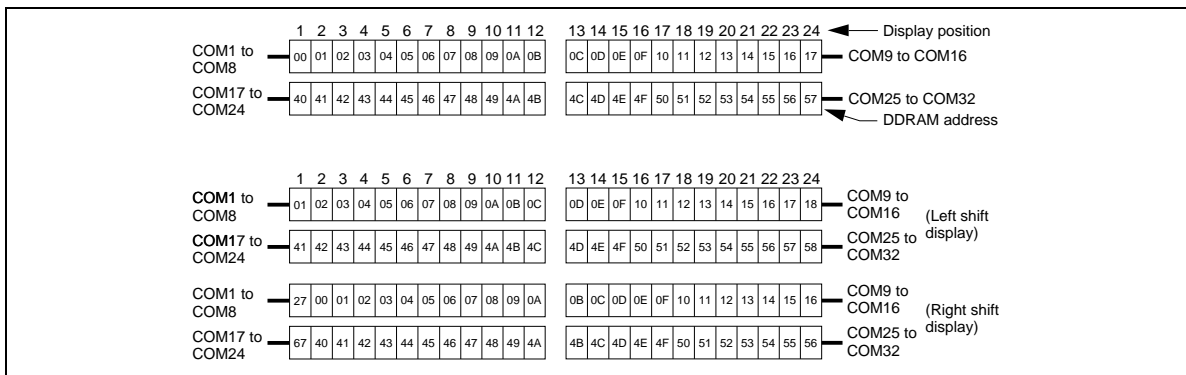 1 2 3 4 5 6 7 8 9 10 11 12 13 14 15 16 17 18 19 20 21 22 23 24 Display position
COM1 to
COM8
00 01 02 03 04 05 06 07 08 09 0A 0B 0C 0D 0E 0F 10 11 12 13 14 15 16 17 COM9 to COM16
COM17 to
COM24
40 41 42 43 44 45 46 47 48 49 4A 4B 4C 4D 4E 4F 50 51 52 53 54 55 56 57 COM25 to COM32
DDRAM address
1 2 3 4 5 6 7 8 9 10 11 12 13 14 15 16 17 18 19 20 21 22 23 24
COM1 to
COM8
01 02 03 04 05 06 07 08 09 0A 0B 0C 0D 0E 0F 10 11 12 13 14 15 16 17 18
COM9 to
COM16
(Left shift
display)
COM17 to
COM24
41 42 43 44 45 46 47 48 49 4A 4B 4C 4D 4E 4F 50 51 52 53 54 55 56 57 58
COM25 to
COM32
COM1 to
COM8
27 00 01 02 03 04 05 06 07 08 09 0A 0B 0C 0D 0E 0F 10 11 12 13 14 15 16
COM9 to
COM16
(Right shift
display)
COM17 to
COM24
67 40 41 42 43 44 45 46 47 48 49 4A 4B 4C 4D 4E 4F 50 51 52 53 54 55 56
COM25 to
COM32